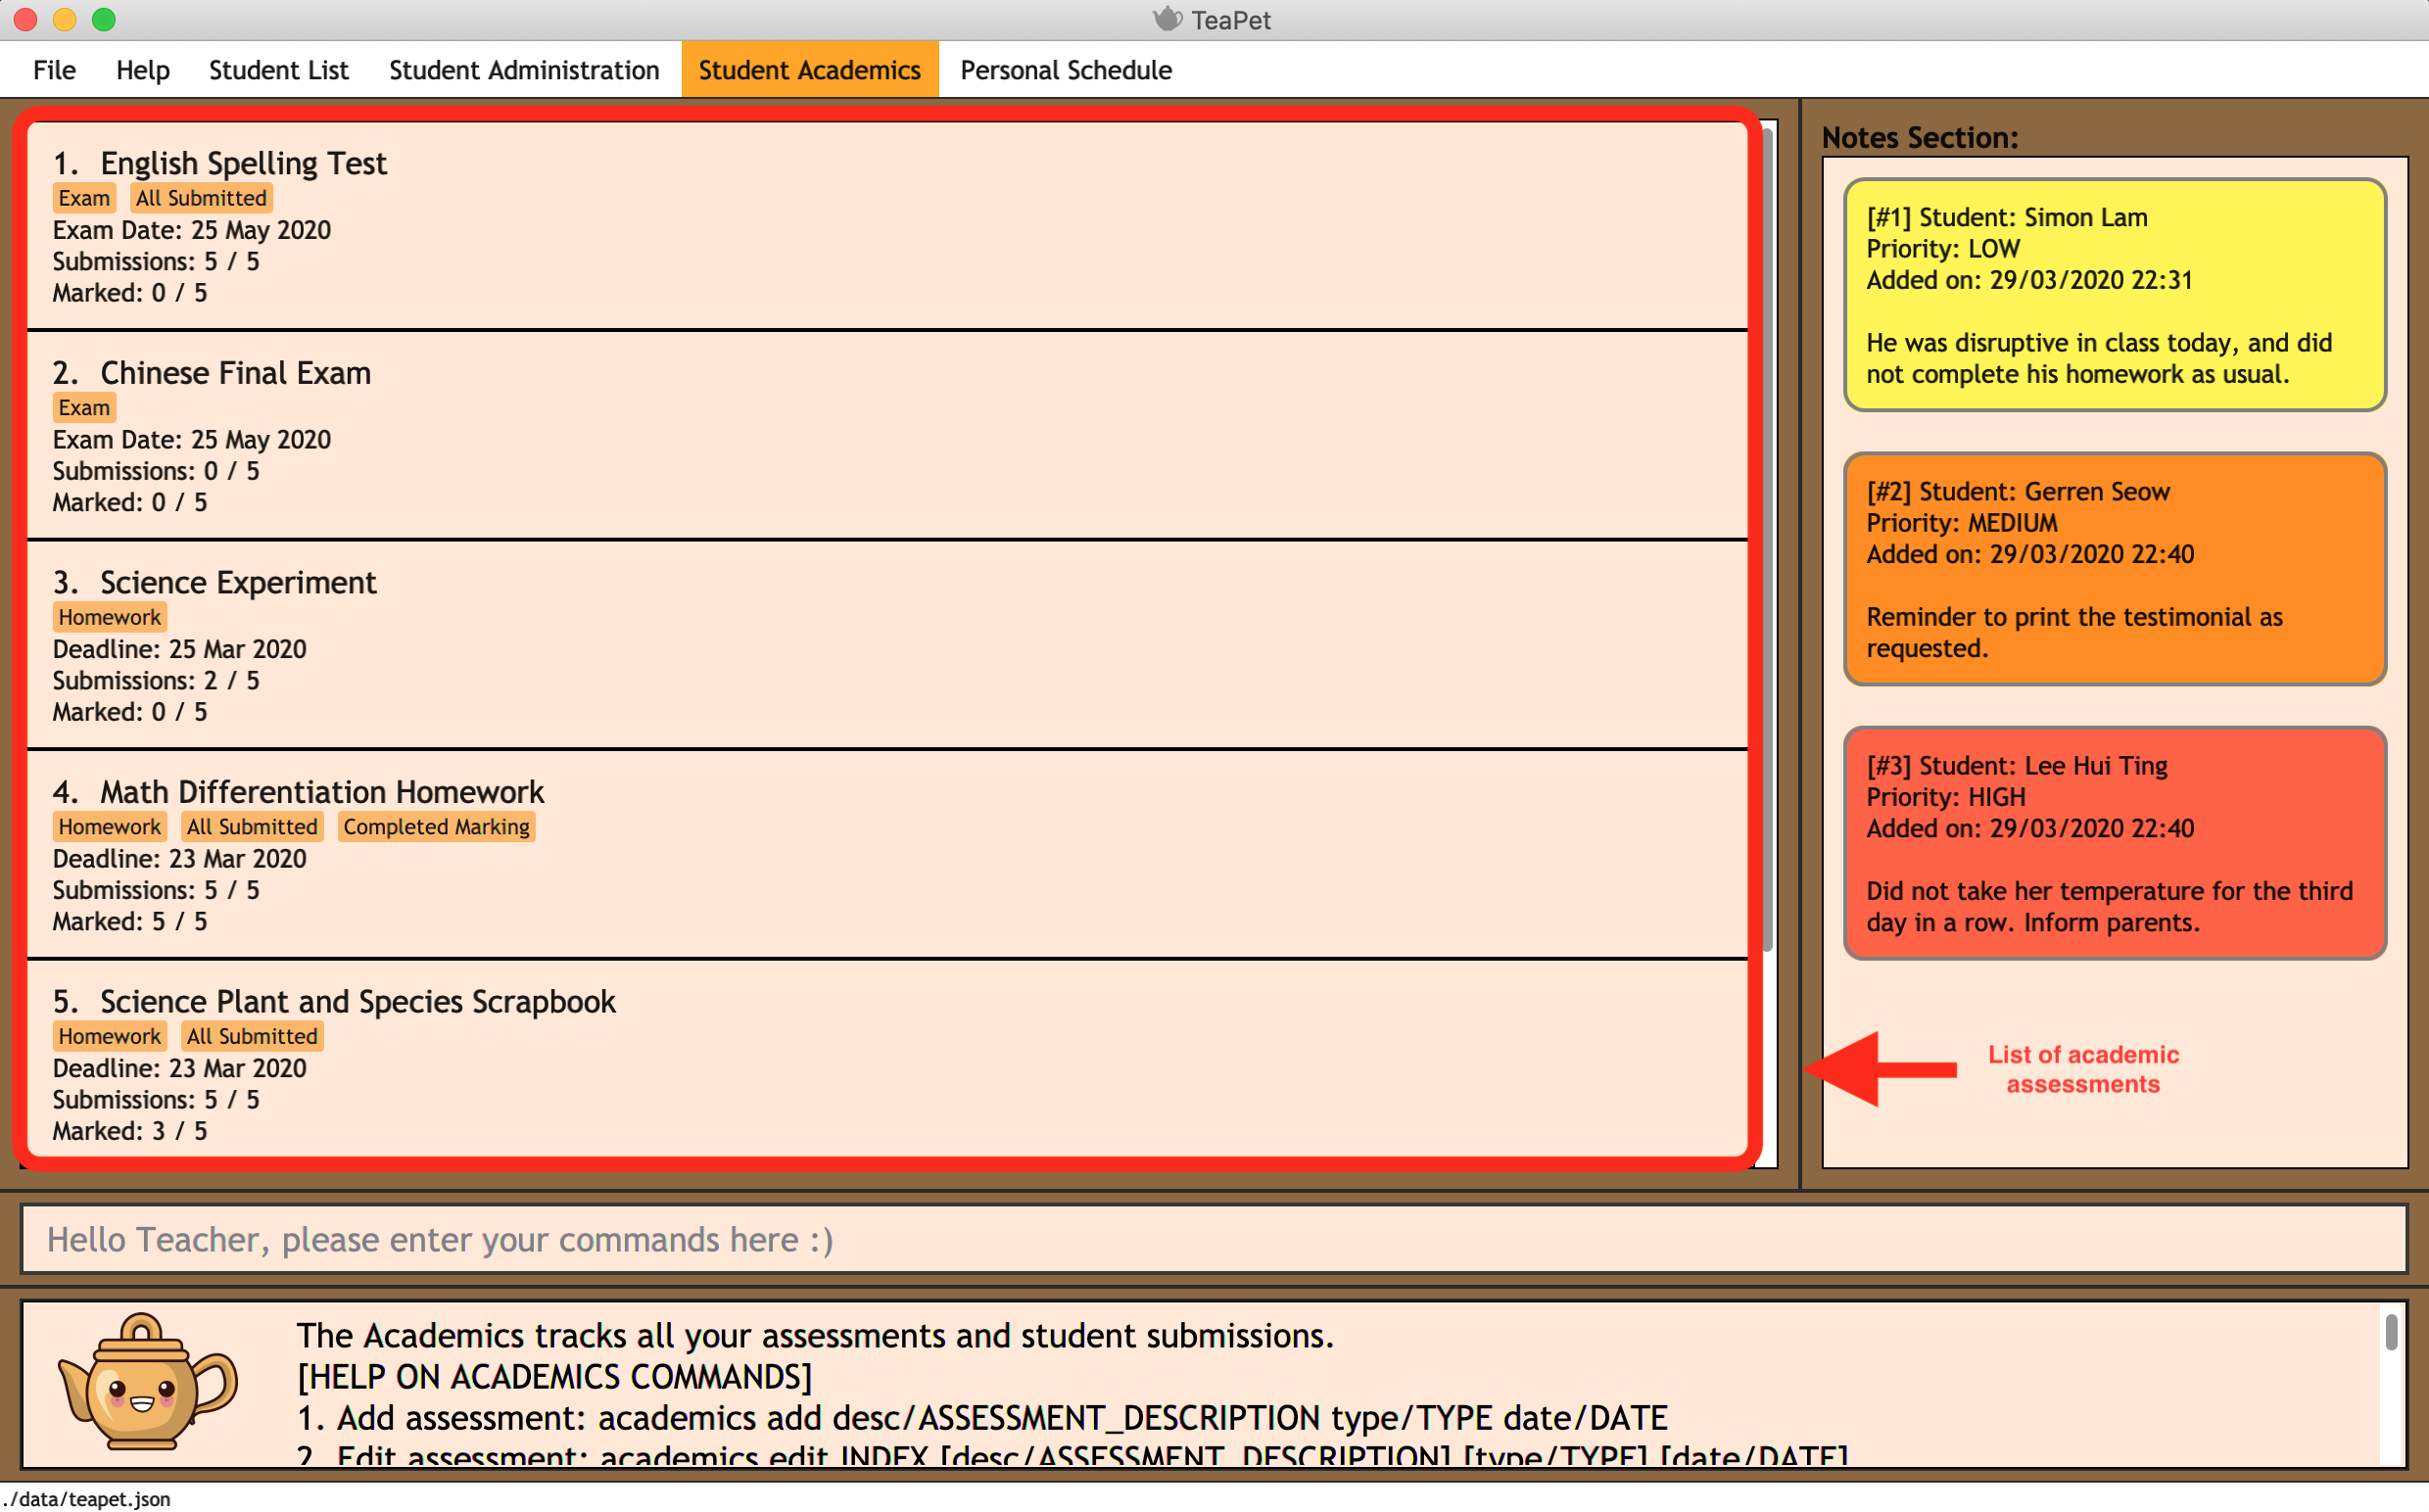 TeaPet
File Help Student List Student Administration Student Academics Personal Schedule
1. English Spelling Test
Exam All Submitted
Exam Date: 25 May 2020
Submissions: 5 / 5
Marked: 0 / 5
2. Chinese Final Exam
Exam
Exam Date: 25 May 2020
Submissions: 0 / 5
Marked: 0 / 5
3. Science Experiment
Homework
Deadline: 25 Mar 2020
Submissions: 2 / 5
Marked: 0 / 5
4. Math Differentiation Homework
Homework All Submitted Completed Marking
Deadline: 23 Mar 2020
Submissions: 5 / 5
Marked: 5 / 5
5. Science Plant and Species Scrapbook
Homework All Submitted
Deadline: 23 Mar 2020
Submissions: 5 / 5
Marked: 3 / 5
Notes Section:
[#1] Student: Simon Lam
Priority: LOW
Added on: 29/03/2020 22:31
He was disruptive in class today, and did
not complete his homework as usual.
[#2] Student: Gerren Seow
Priority: MEDIUM
Added on: 29/03/2020 22:40
Reminder to print the testimonial as
requested.
[#3] Student: Lee Hui Ting
Priority: HIGH
Added on: 29/03/2020 22:40
Did not take her temperature for the third
day in a row. Inform parents.
List of academic
assessments
Hello Teacher, please enter your commands here :)
The Academics tracks all your assessments and student submissions.
[HELP ON ACADEMICS COMMANDS]
1. Add assessment: academics add desc/ASSESSMENT_DESCRIPTION type/TYPE date/DATE
2. Edit assessment: academics edit INDEX [desc/ASSESSMENT_DESCRIPTION] [type/TYPE] [date/DATE]
./data/teapet.json